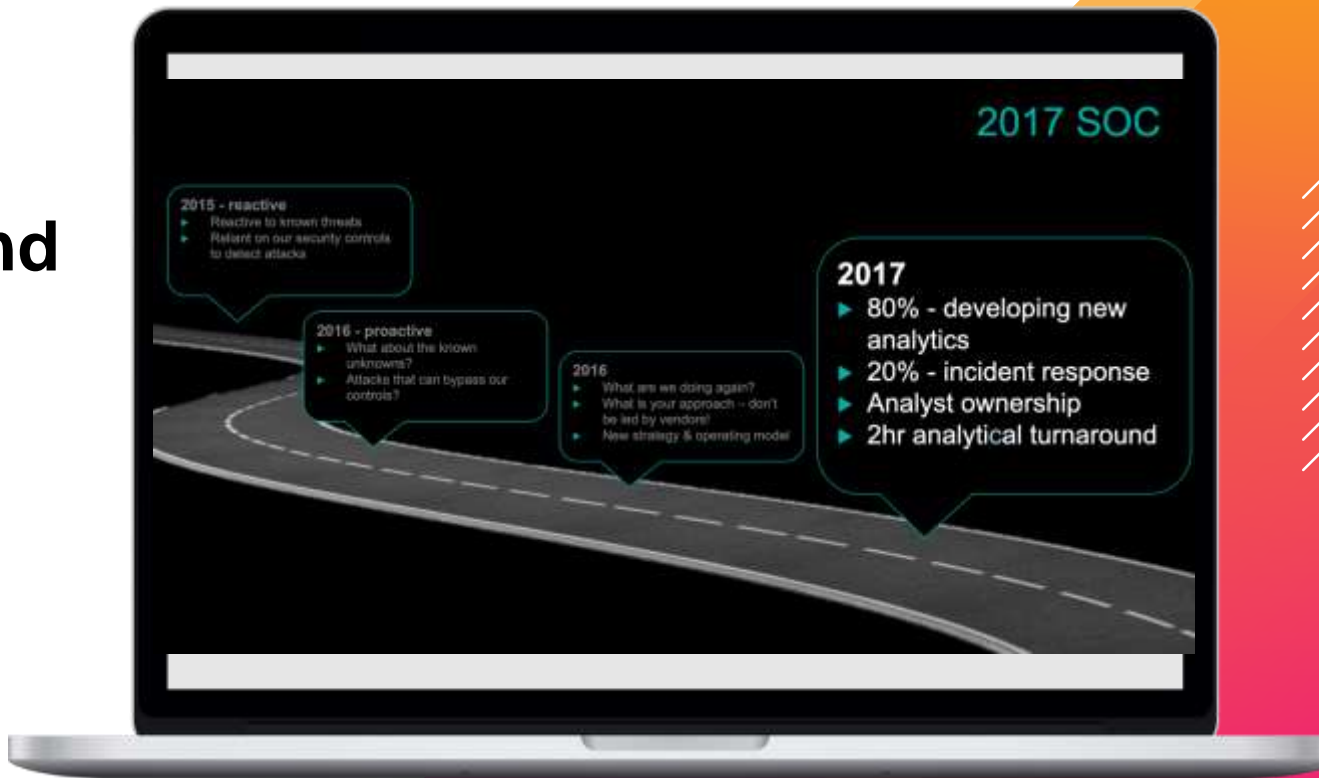 nd
2017 SOC
2015 - reactive
► Reactive to known threats
► Reliant on our security controls
to detect attacks
2016 - proactive
► What about the known
unknowns?
► Attacks that can bypass our
controls?
2016
► What are we doing again?
► What is your approach – don't
be led by vendors!
► New strategy & operating model
2017
► 80% - developing new
analytics
► 20% - incident response
► Analyst ownership
► 2hr analytical turnaround